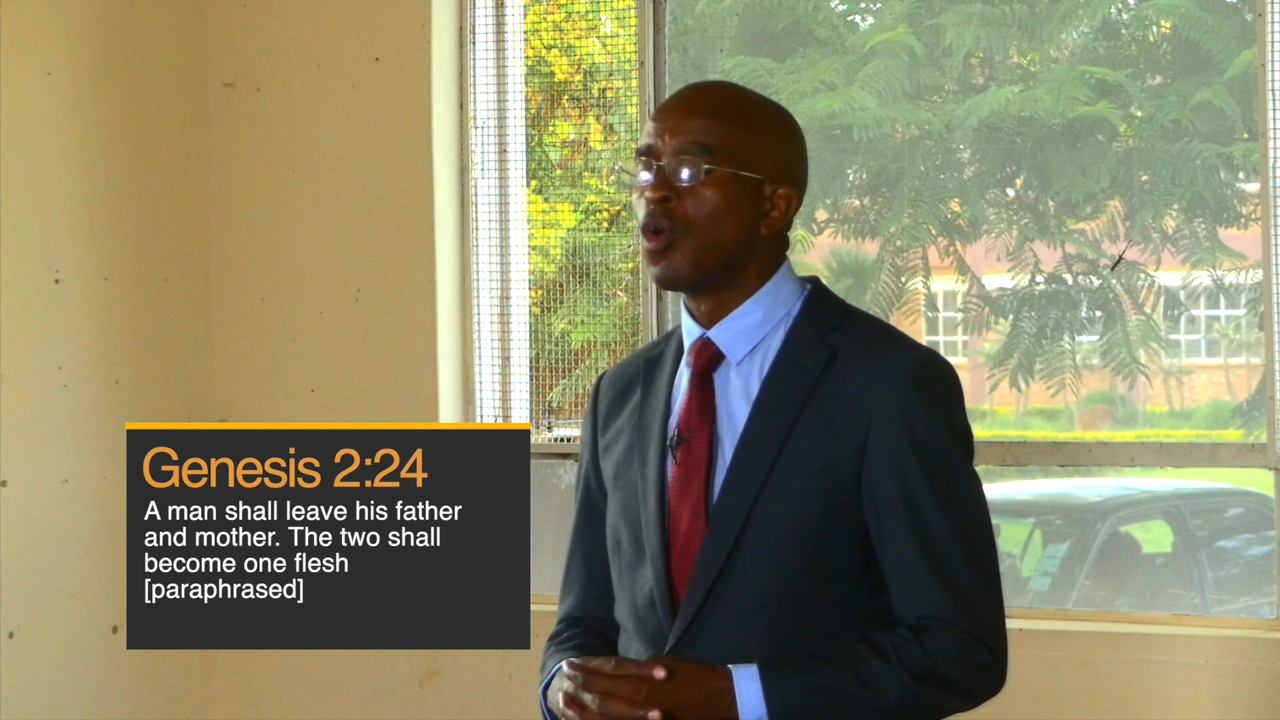 Genesis 2:24
A man shall leave his father
and mother. The two shall
become one flesh
[paraphrased]